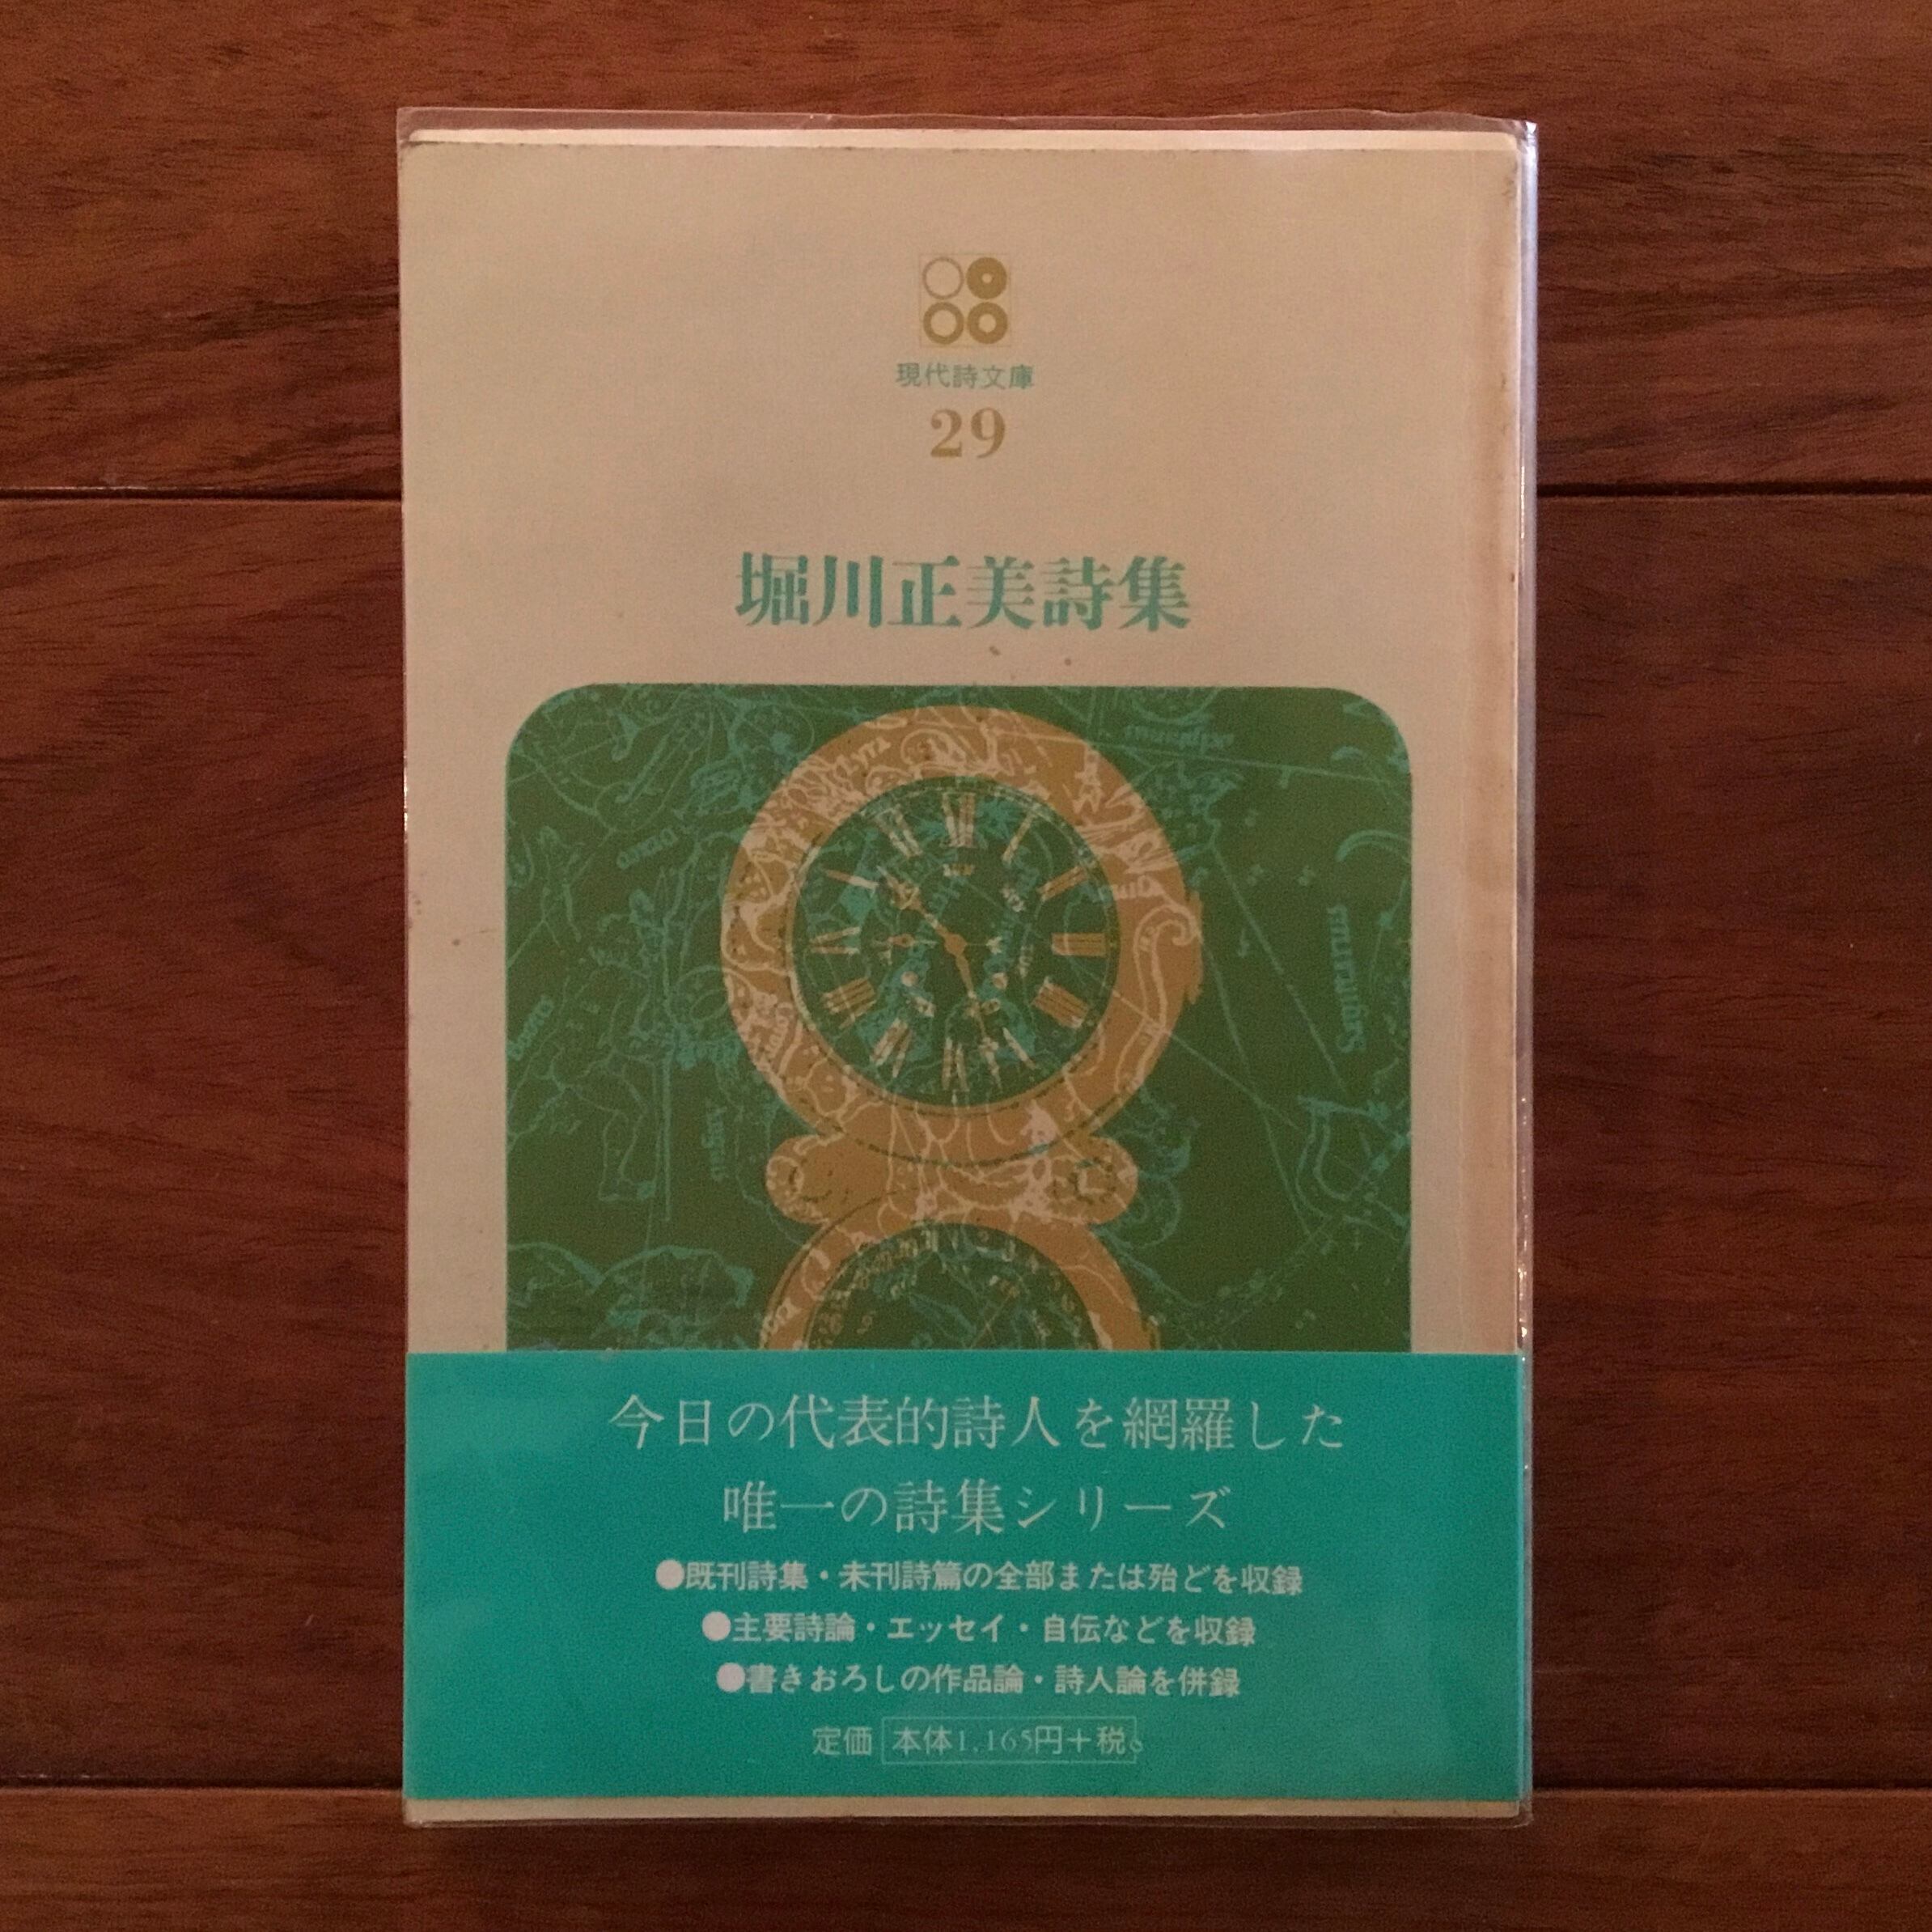 現代詩文庫
29
堀川正美詩集
今日の代表的詩人を網羅した
唯一の詩集シリーズ
●既刊詩集・未刊詩篇の全部または殆どを収録
●主要詩論・エッセイ・自伝などを収録
●書きおろしの作品論・詩人論を併録
定価 本体1,165円+税